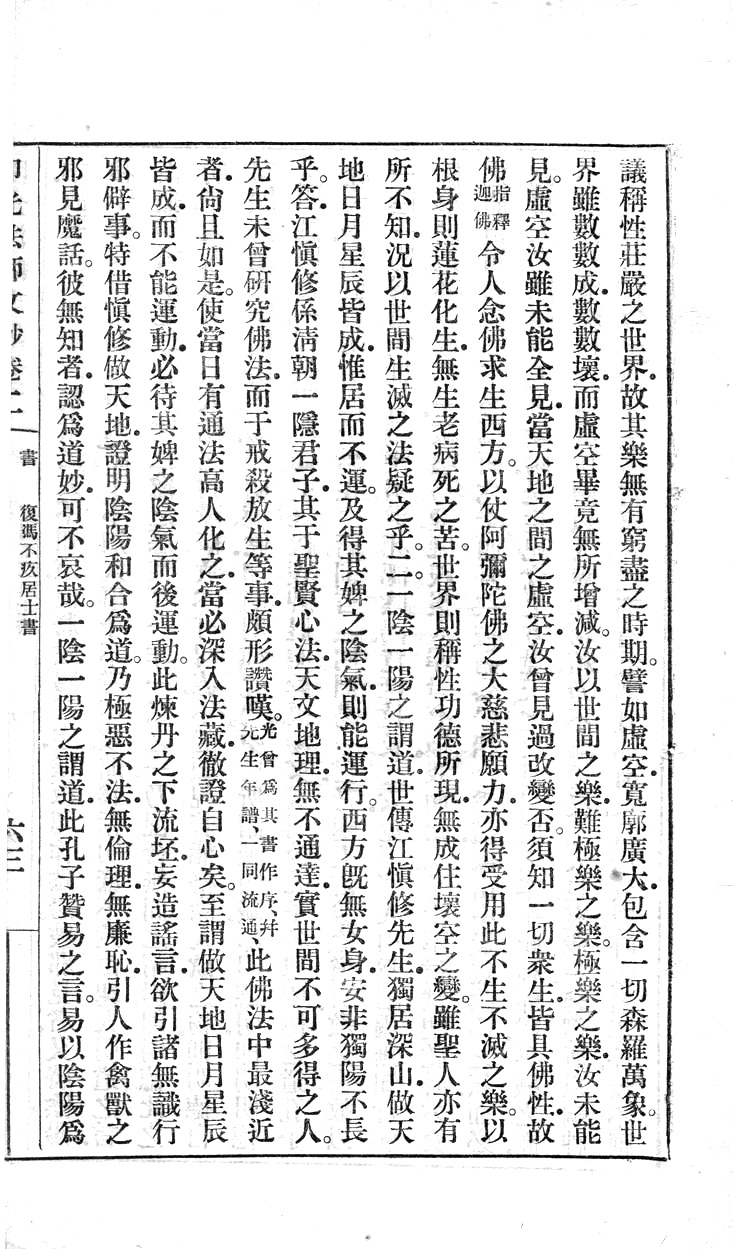 議稱性莊嚴之世界。故其樂無有窮盡之時期。譬如虛空。寬廓廣大。包含一切森羅萬象。世
界雖數數成。數數壞。而虛空畢竟無所增減。汝以世間之樂。難極樂之樂。極樂之樂。汝未能
見。虛空汝雖未能全見。當天地之間之虛空。汝曾見過改變否。須知一切衆生。皆具佛性。故
佛指釋迦佛令人念佛求生西方。以仗阿彌陀佛之大慈悲願力。亦得受用此不生不滅之樂。以
根身則蓮花化生。無生老病死之苦。世界則稱性功德所現。無成住壞空之變。雖聖人亦有
所不知。況以世間生滅之法疑之乎。二一陰一陽之謂道。世傳江慎修先生。獨居深山。做天
地日月星辰皆成。惟居而不運。及得其婢之陰氣。則能運行。西方旣無女身。安非獨陽不長
乎。答。江慎修係淸朝一隱君子。其于聖賢心法。天文地理。無不通達。實世間不可多得之人。
先生未曾研究佛法。而于戒殺放生等事。頗形讚嘆。光曾爲其書作序、幷先生年譜、一同流通、此佛法中最淺近
者。尙且如是。使當日有通法高人化之。當必深入法藏。徹證自心矣。至謂做天地日月星辰
皆成。而不能運動。必待其婢之陰氣而後運動。此煉丹之下流坯。妄造謠言。欲引諸無識行
邪僻事。特借慎修做天地。證明陰陽和合爲道。乃極惡不法。無倫理。無廉恥。引人作禽獸之
邪見魔話。彼無知者。認爲道妙。可不哀哉。一陰一陽之謂道。此孔子贊易之言。易以陰陽爲
印光法師文鈔卷二 書 復馮不疚居士書 六三